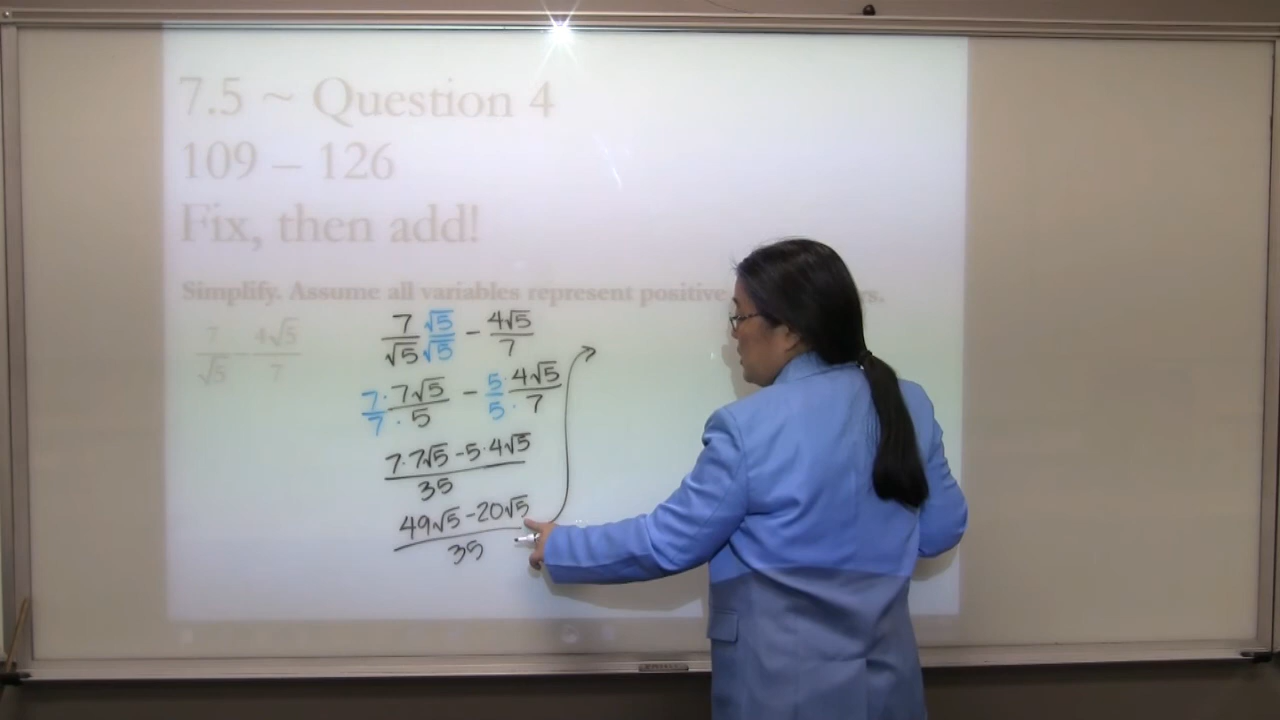 7.5 ~ Question 4
109 – 126
Fix, then add!
Simplify. Assume all variables represent positive
7/√5 − 4√5/7
7/√5 √5/√5 − 4√5/7
7/7 · 7√5/5 − 5/5 · 4√5/7
7·7√5 − 5·4√5 / 35
49√5 − 20√5 / 35